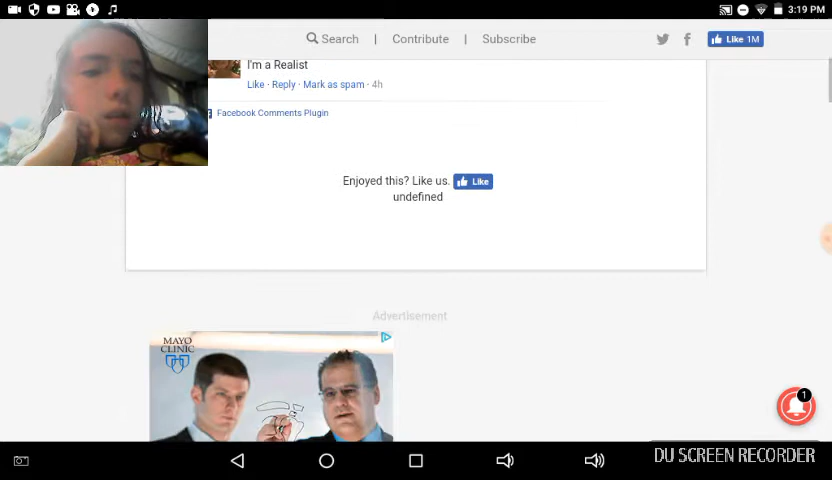 3:19 PM
Search | Contribute | Subscribe
Like 1M
I'm a Realist
Like · Reply · Mark as spam · 4h
Facebook Comments Plugin
Enjoyed this? Like us. Like
undefined
Advertisement
MAYO
CLINIC
1
DU SCREEN RECORDER